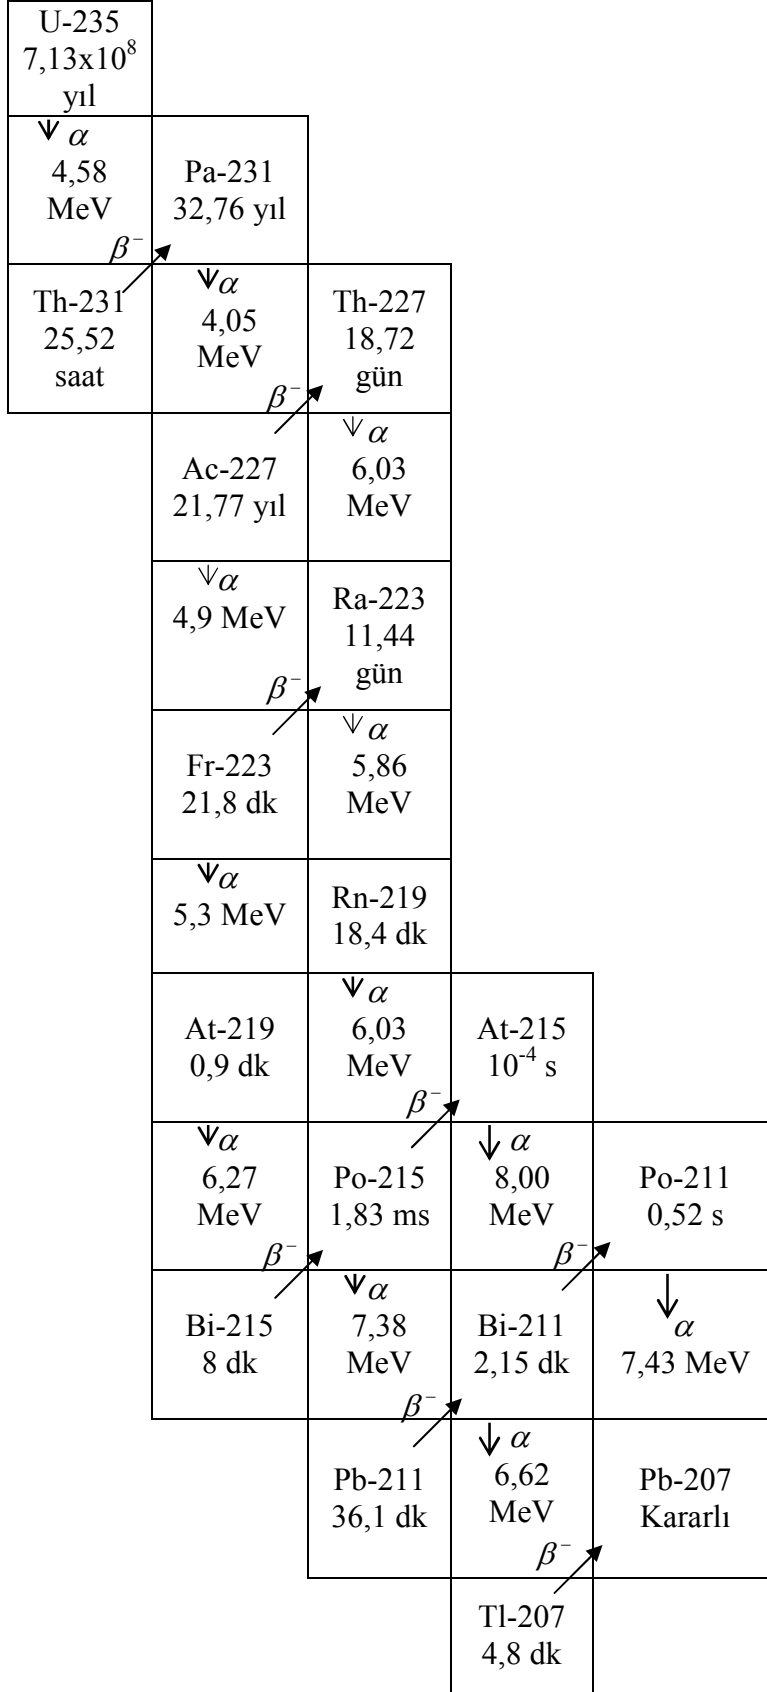 U-235
7,13x10⁸
yıl
α
4,58
MeV
Pa-231
32,76 yıl
β⁻
Th-231
25,52
saat
α
4,05
MeV
Th-227
18,72
gün
β⁻
Ac-227
21,77 yıl
α
6,03
MeV
α
4,9 MeV
Ra-223
11,44
gün
β⁻
Fr-223
21,8 dk
α
5,86
MeV
α
5,3 MeV
Rn-219
18,4 dk
At-219
0,9 dk
α
6,03
MeV
At-215
10⁻⁴ s
β⁻
α
6,27
MeV
Po-215
1,83 ms
α
8,00
MeV
Po-211
0,52 s
β⁻
β⁻
Bi-215
8 dk
α
7,38
MeV
Bi-211
2,15 dk
α
7,43 MeV
β⁻
Pb-211
36,1 dk
α
6,62
MeV
Pb-207
Kararlı
β⁻
Tl-207
4,8 dk